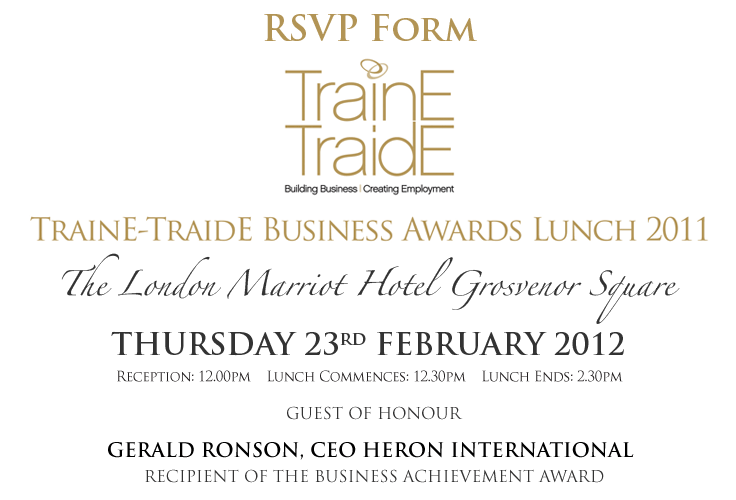 RSVP Form
TrainE
TraidE
Building Business | Creating Employment
TrainE-TraidE Business Awards Lunch 2011
The London Marriot Hotel Grosvenor Square
THURSDAY 23RD FEBRUARY 2012
Reception: 12.00pm Lunch Commences: 12.30pm Lunch Ends: 2.30pm
GUEST OF HONOUR
GERALD RONSON, CEO HERON INTERNATIONAL
RECIPIENT OF THE BUSINESS ACHIEVEMENT AWARD